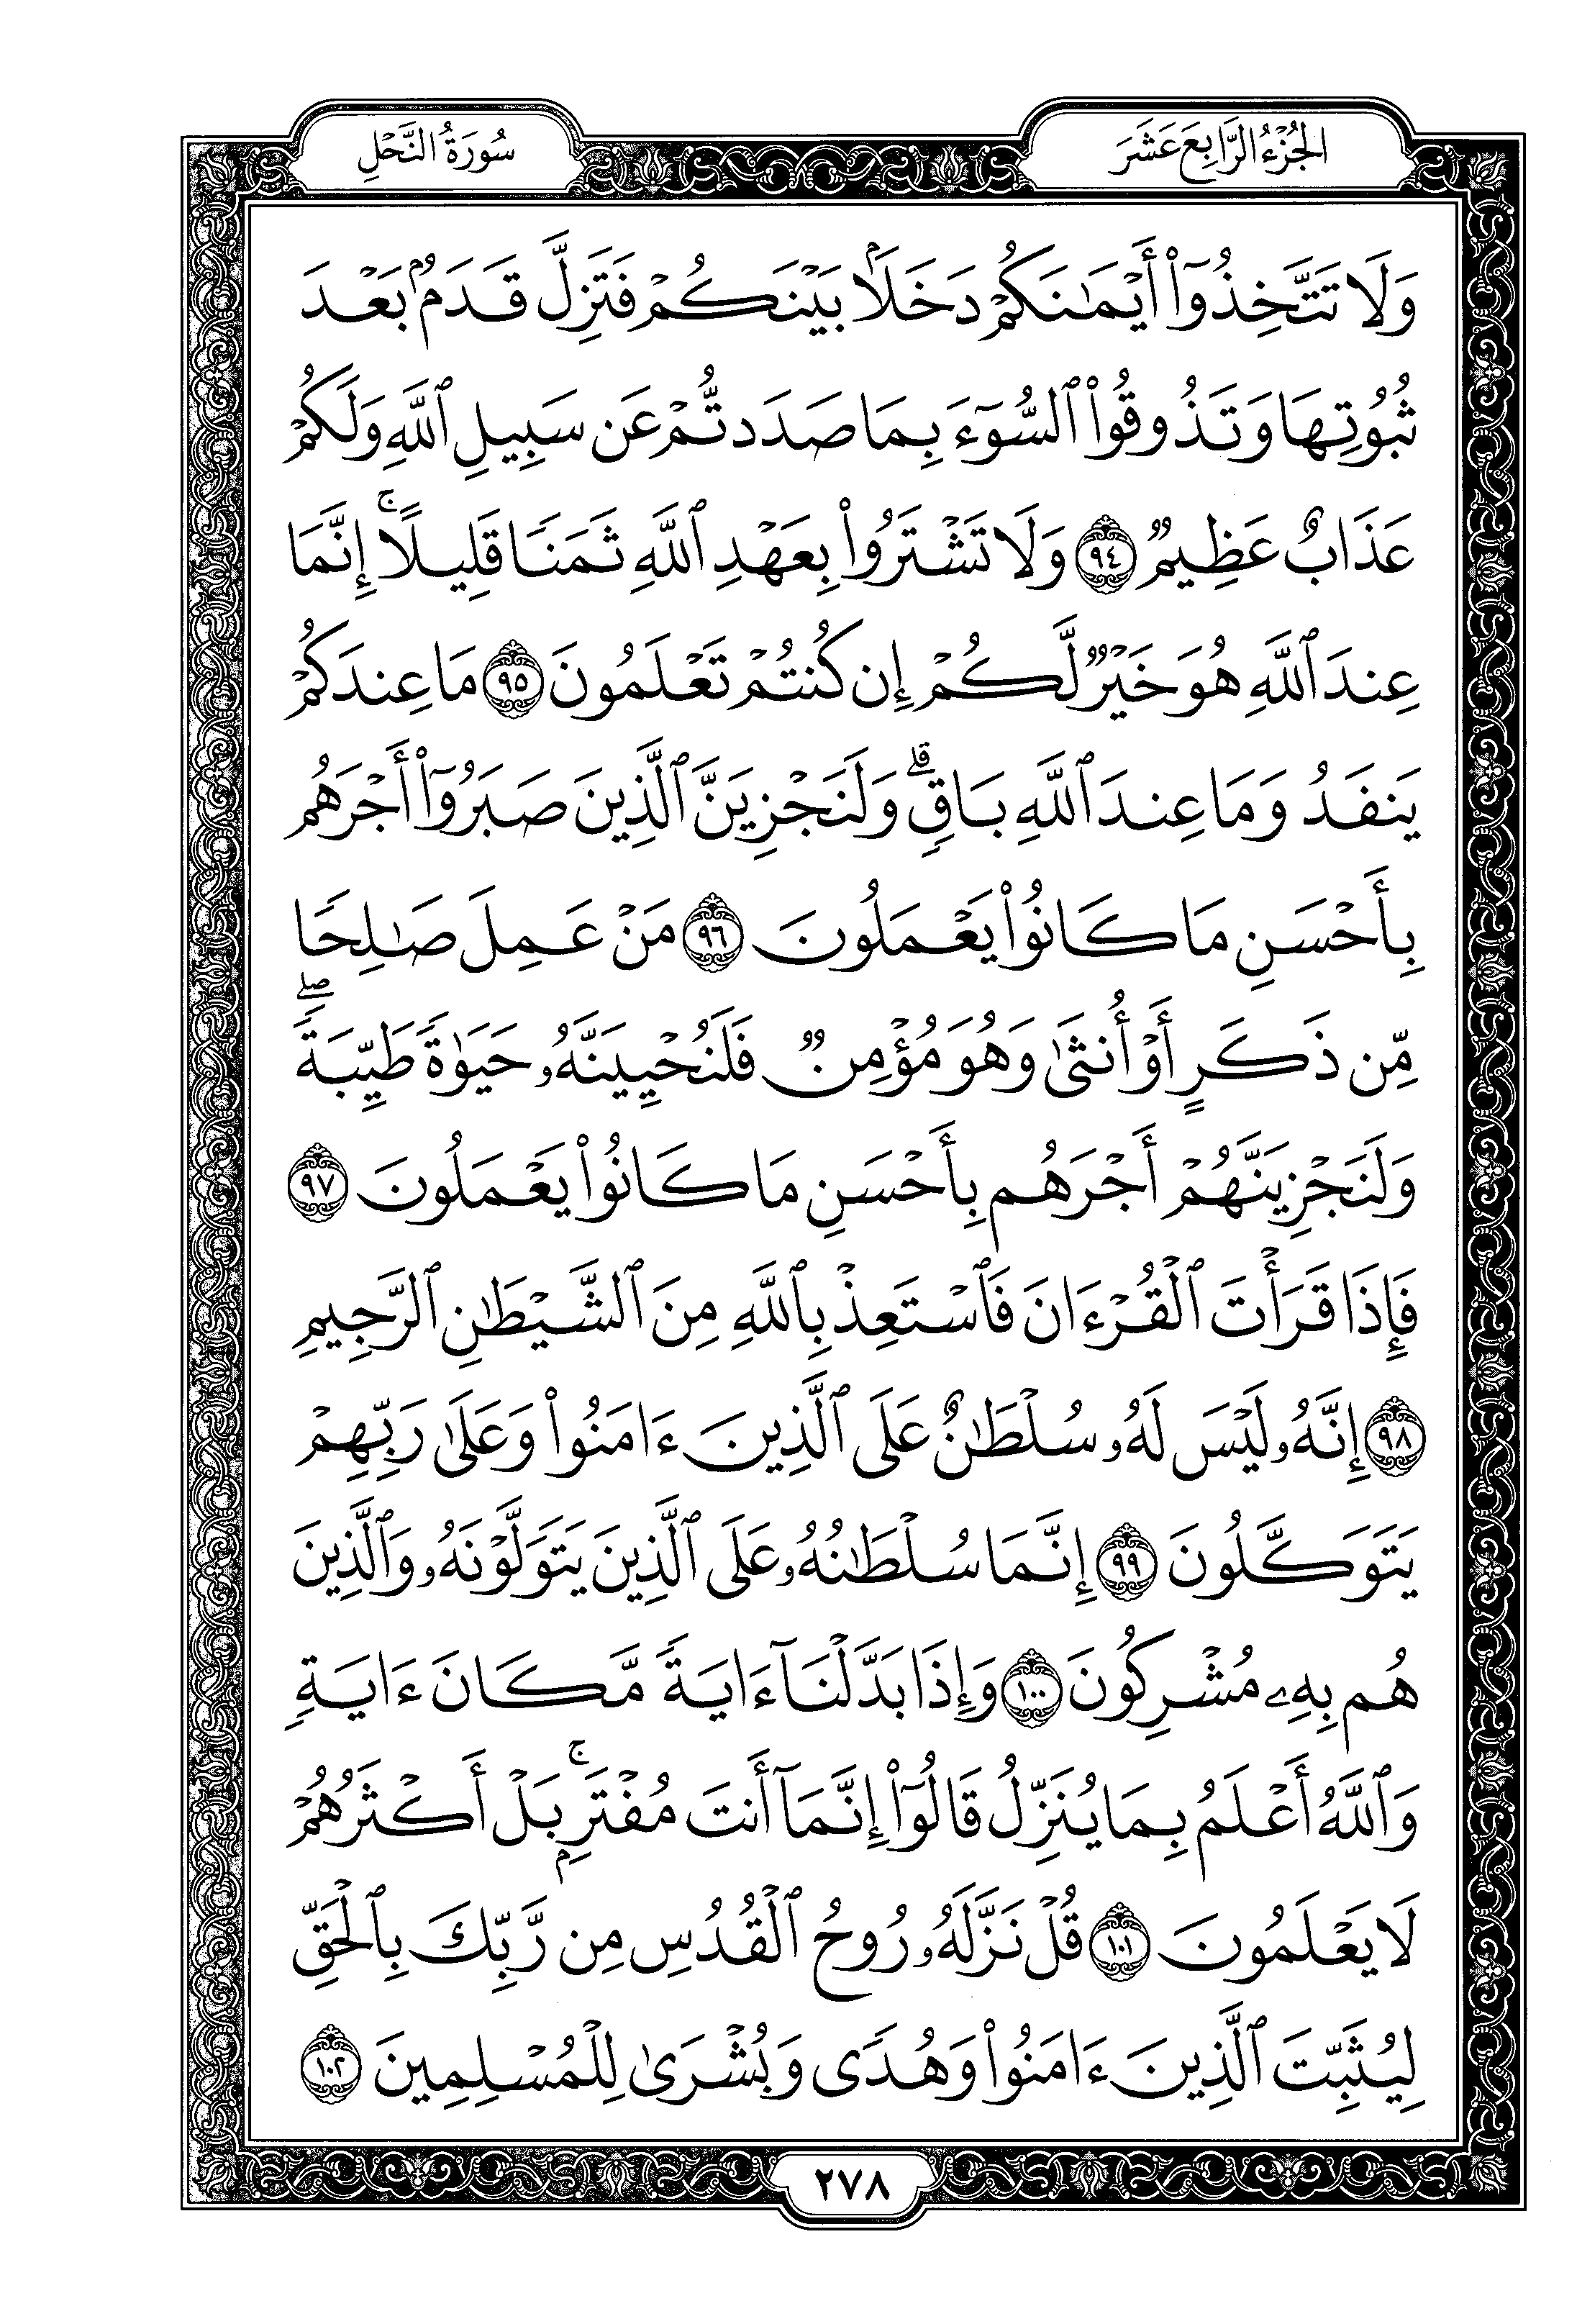 الجُزْءُ الرَّابِعَ عَشَرَ
سُورَةُ النَّحْلِ
وَلَا تَتَّخِذُوٓا۟ أَيْمَٰنَكُمْ دَخَلًۢا بَيْنَكُمْ فَتَزِلَّ قَدَمٌۢ بَعْدَ
ثُبُوتِهَا وَتَذُوقُوا۟ ٱلسُّوٓءَ بِمَا صَدَدتُّمْ عَن سَبِيلِ ٱللَّهِ وَلَكُمْ
عَذَابٌ عَظِيمٌ ٩٤ وَلَا تَشْتَرُوا۟ بِعَهْدِ ٱللَّهِ ثَمَنًا قَلِيلًا ۚ إِنَّمَا
عِندَ ٱللَّهِ هُوَ خَيْرٌ لَّكُمْ إِن كُنتُمْ تَعْلَمُونَ ٩٥ مَا عِندَكُمْ
يَنفَدُ وَمَا عِندَ ٱللَّهِ بَاقٍ ۗ وَلَنَجْزِيَنَّ ٱلَّذِينَ صَبَرُوٓا۟ أَجْرَهُم
بِأَحْسَنِ مَا كَانُوا۟ يَعْمَلُونَ ٩٦ مَنْ عَمِلَ صَٰلِحًا
مِّن ذَكَرٍ أَوْ أُنثَىٰ وَهُوَ مُؤْمِنٌ فَلَنُحْيِيَنَّهُۥ حَيَوٰةً طَيِّبَةً ۖ
وَلَنَجْزِيَنَّهُمْ أَجْرَهُم بِأَحْسَنِ مَا كَانُوا۟ يَعْمَلُونَ ٩٧
فَإِذَا قَرَأْتَ ٱلْقُرْءَانَ فَٱسْتَعِذْ بِٱللَّهِ مِنَ ٱلشَّيْطَٰنِ ٱلرَّجِيمِ
٩٨ إِنَّهُۥ لَيْسَ لَهُۥ سُلْطَٰنٌ عَلَى ٱلَّذِينَ ءَامَنُوا۟ وَعَلَىٰ رَبِّهِمْ
يَتَوَكَّلُونَ ٩٩ إِنَّمَا سُلْطَٰنُهُۥ عَلَى ٱلَّذِينَ يَتَوَلَّوْنَهُۥ وَٱلَّذِينَ
هُم بِهِۦ مُشْرِكُونَ ١٠٠ وَإِذَا بَدَّلْنَآ ءَايَةً مَّكَانَ ءَايَةٍ
وَٱللَّهُ أَعْلَمُ بِمَا يُنَزِّلُ قَالُوٓا۟ إِنَّمَآ أَنتَ مُفْتَرٍۭ ۚ بَلْ أَكْثَرُهُمْ
لَا يَعْلَمُونَ ١٠١ قُلْ نَزَّلَهُۥ رُوحُ ٱلْقُدُسِ مِن رَّبِّكَ بِٱلْحَقِّ
لِيُثَبِّتَ ٱلَّذِينَ ءَامَنُوا۟ وَهُدًى وَبُشْرَىٰ لِلْمُسْلِمِينَ ١٠٢
٢٧٨